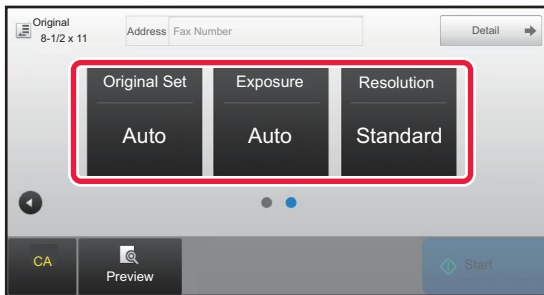 Original
8-1/2 x 11
Address Fax Number
Detail
Original Set Exposure Resolution
Auto Auto Standard
CA
Preview
Start